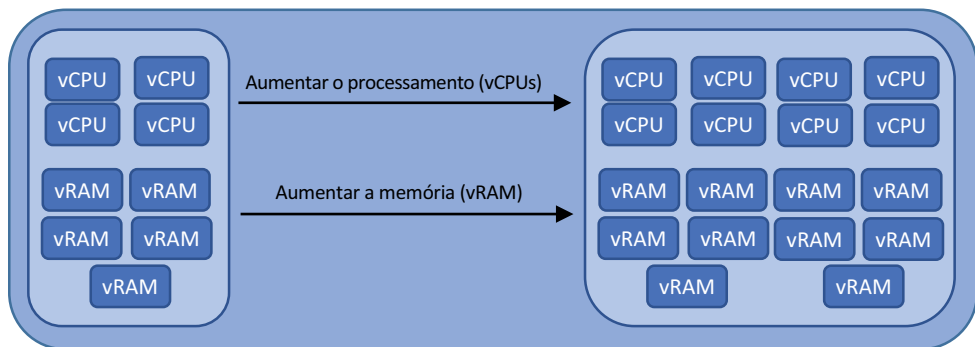 vCPU vCPU
vCPU vCPU
vRAM vRAM
vRAM vRAM
vRAM
Aumentar o processamento (vCPUs)
Aumentar a memória (vRAM)
vCPU vCPU vCPU vCPU
vCPU vCPU vCPU vCPU
vRAM vRAM vRAM vRAM
vRAM vRAM vRAM vRAM
vRAM vRAM